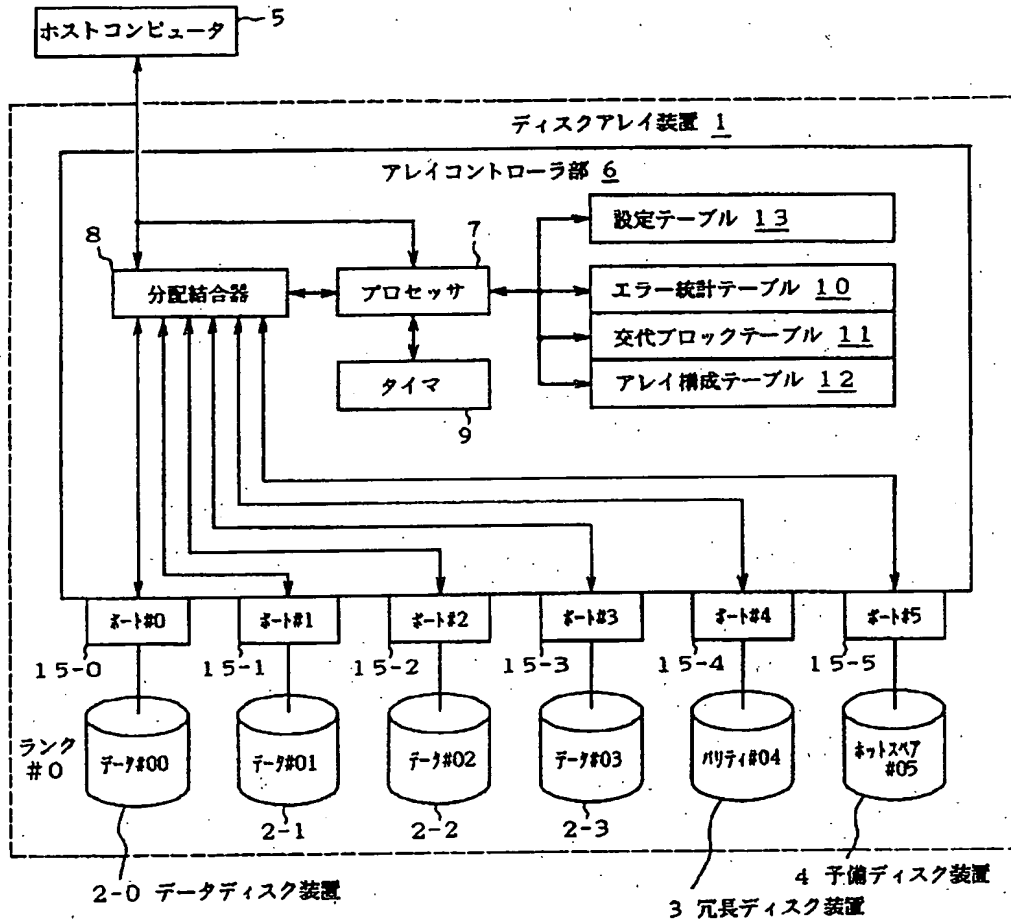 ホストコンピュータ 5
ディスクアレイ装置 1
アレイコントローラ部 6
設定テーブル 13
8
7
分配結合器
プロセッサ
エラー統計テーブル 10
交代ブロックテーブル 11
タイマ
アレイ構成テーブル 12
9
ポート#0 ポート#1 ポート#2 ポート#3 ポート#4 ポート#5
15-0 15-1 15-2 15-3 15-4 15-5
ランク
#0
データ#00 データ#01 データ#02 データ#03 パリティ#04 ホットスペア
#05
2-1 2-2 2-3
2-0 データディスク装置
4 予備ディスク装置
3 冗長ディスク装置